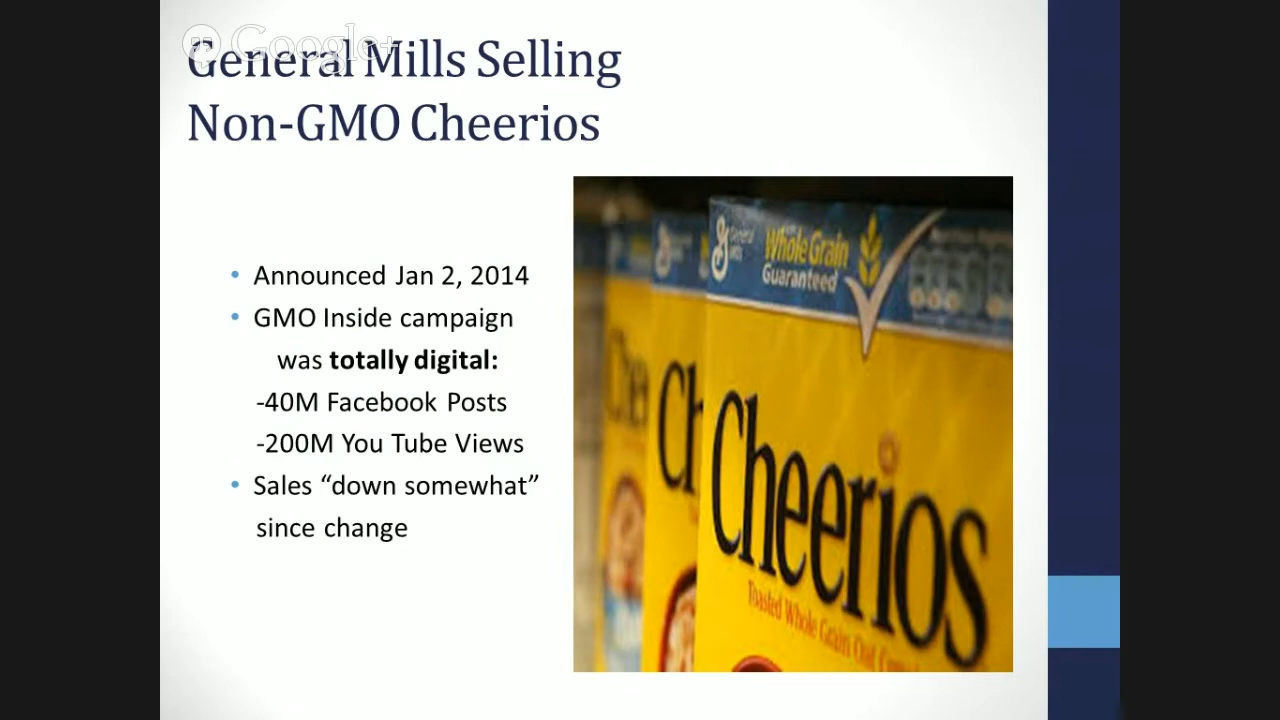 Google+
General Mills Selling
Non-GMO Cheerios
• Announced Jan 2, 2014
• GMO Inside campaign
was totally digital:
-40M Facebook Posts
-200M You Tube Views
• Sales “down somewhat”
since change
General Mills
Whole Grain
Guaranteed
Che
Ch
Cheerios
Toasted Whole Grain Oat